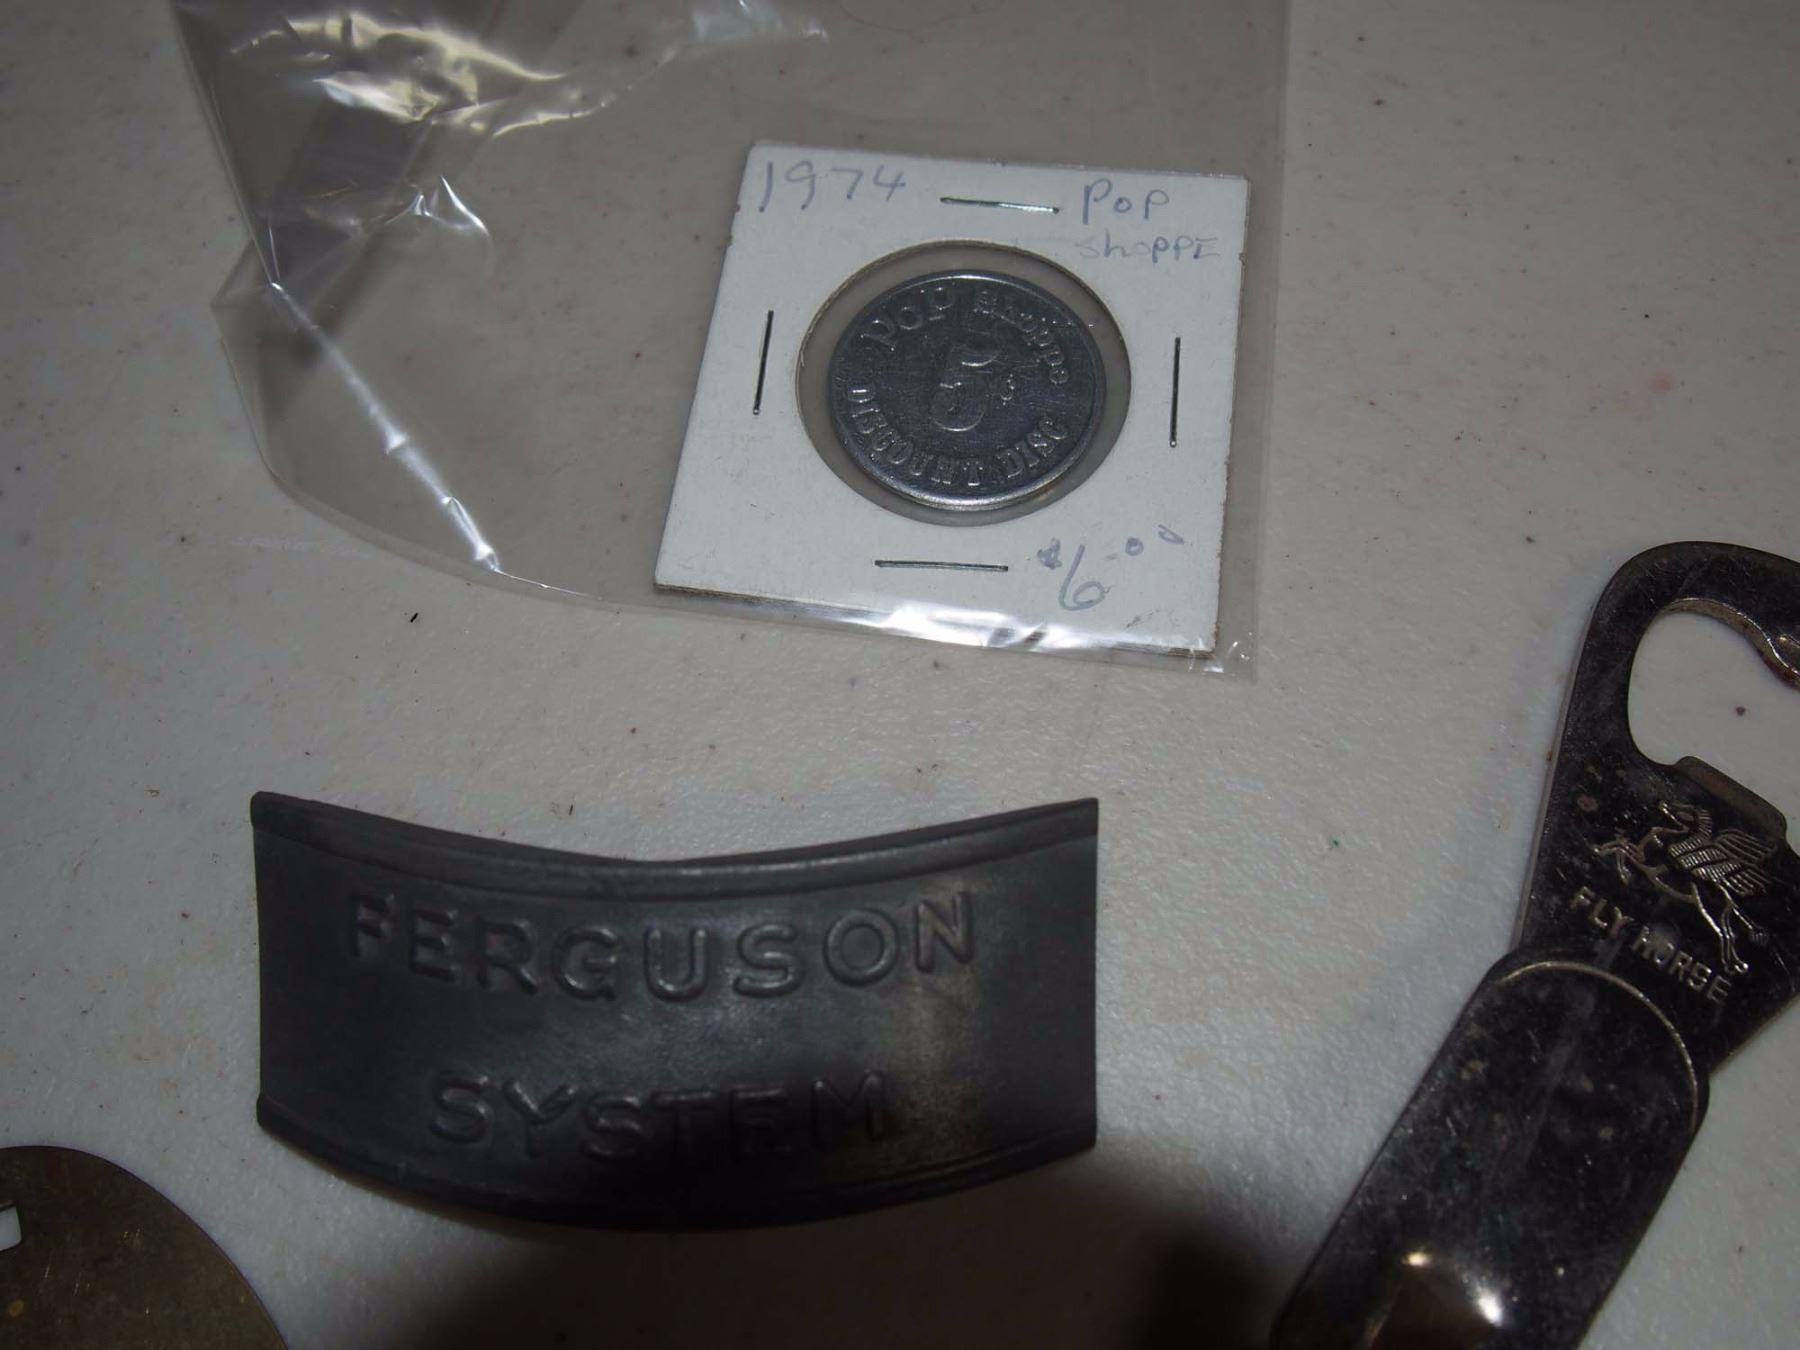 1974
Pop
shoppE
Pop Shoppe
5¢
DISCOUNT DISC
$6.00
FERGUSON
SYSTEM
FLY HORSE